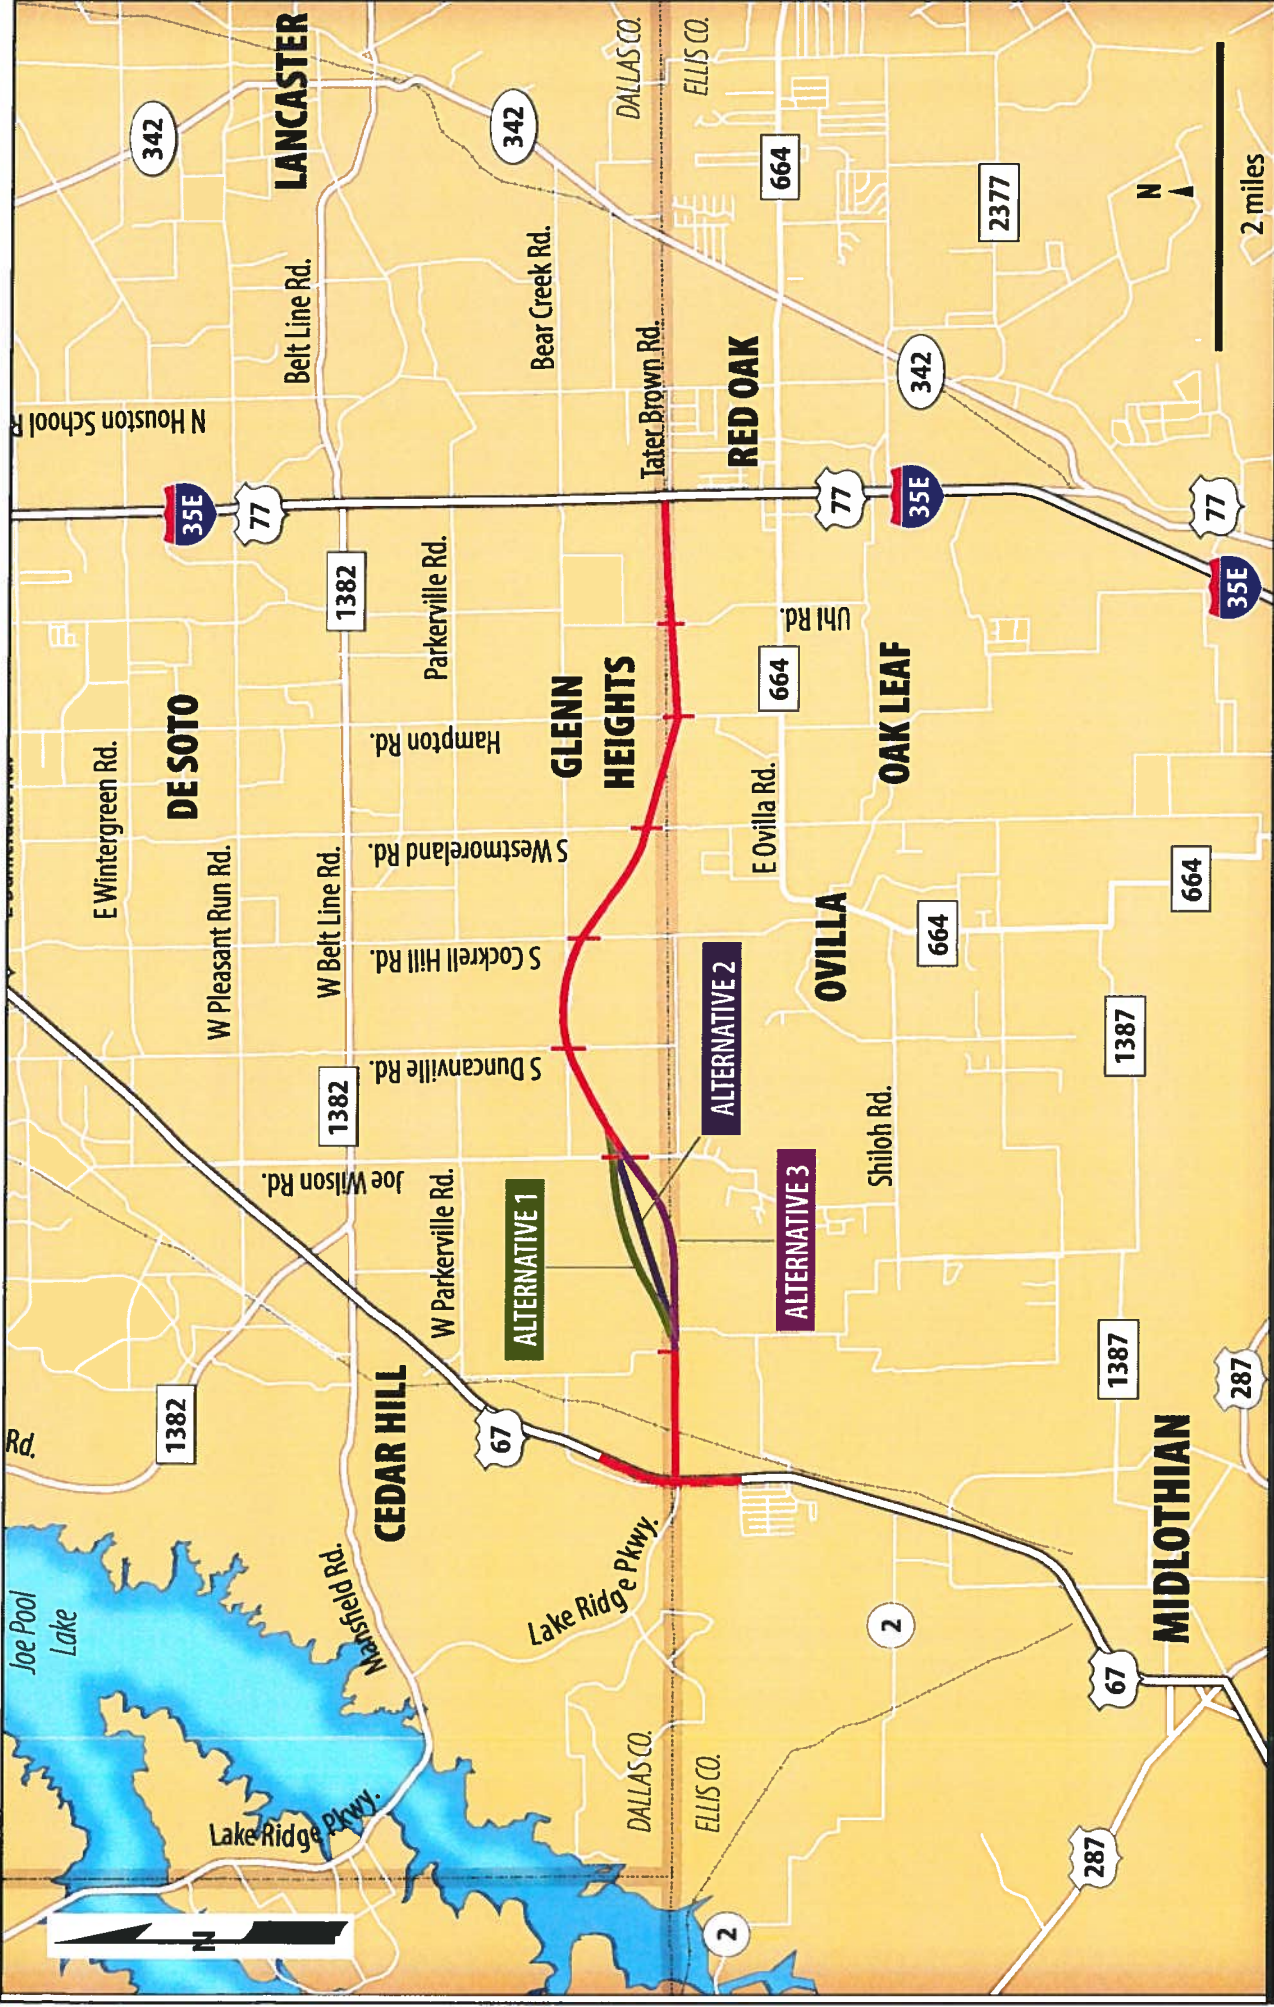 Joe Pool
Lake
Rd.
1382
E Wintergreen Rd.
DE SOTO
W Pleasant Run Rd.
35E
77
N Houston School R
342
LANCASTER
Belt Line Rd.
Lake Ridge Pkwy.
N
Mansfield Rd.
Joe Wilson Rd.
1382
W Belt Line Rd.
1382
CEDAR HILL
W Parkerville Rd.
S Duncanville Rd.
S Cockrell Hill Rd.
S Westmoreland Rd.
Hampton Rd.
Parkerville Rd.
67
ALTERNATIVE 1
GLENN
HEIGHTS
Bear Creek Rd.
342
Lake Ridge Pkwy.
DALLAS CO.
ELLIS CO.
Tater Brown Rd.
DALLAS CO.
ELLIS CO.
2
ALTERNATIVE 2
ALTERNATIVE 3
E Ovilla Rd.
664
Uhl Rd.
RED OAK
664
OVILLA
77
35E
342
2
Shiloh Rd.
664
OAK LEAF
2377
287
67
1387
1387
MIDLOTHIAN
287
664
35E
77
N
2 miles